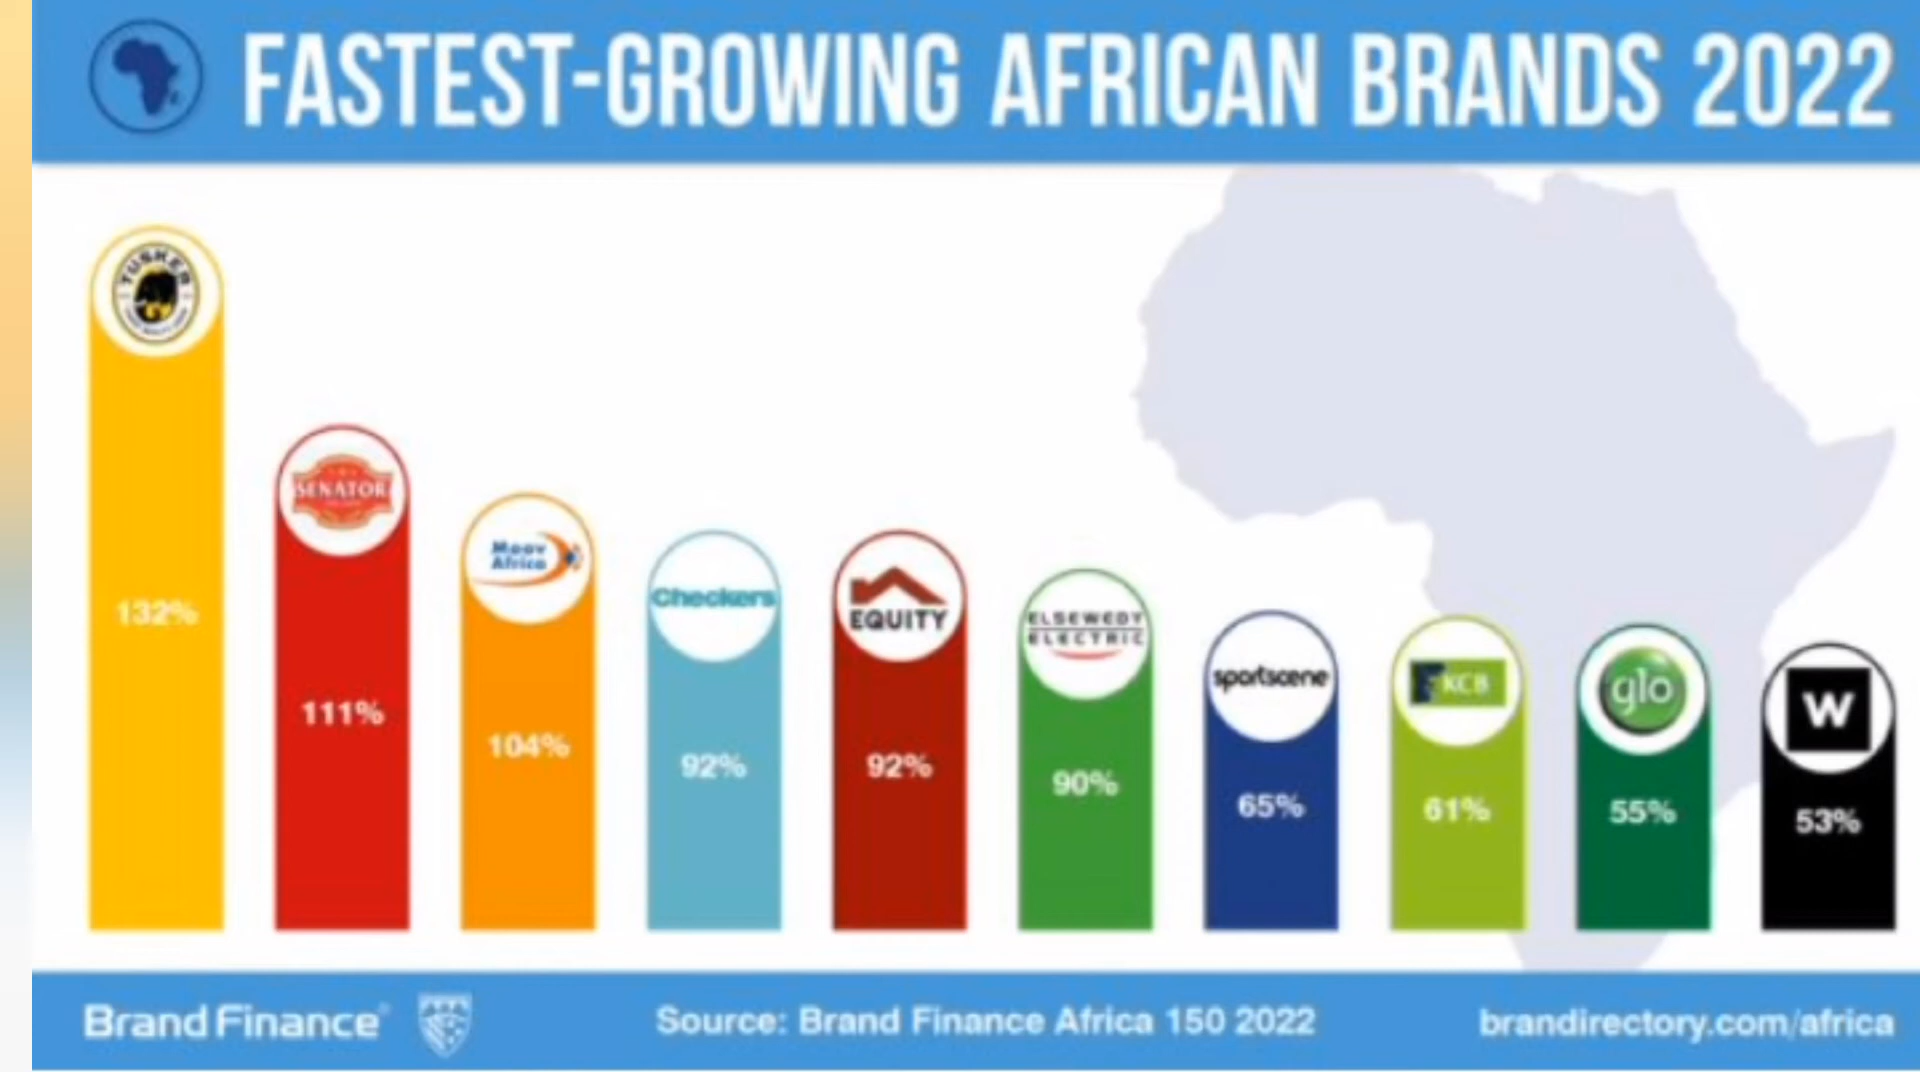 FASTEST-GROWING AFRICAN BRANDS 2022
TUSKER
132%
SENATOR
111%
Moov
Africa
104%
Checkers
92%
EQUITY
92%
ELSEWEDY
ELECTRIC
90%
sportscene
65%
KCB
61%
glo
55%
W
53%
Brand Finance®
Source: Brand Finance Africa 150 2022
brandirectory.com/africa